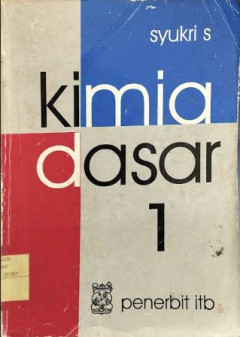 syukri s
kimia
dasar
1
penerbit itb